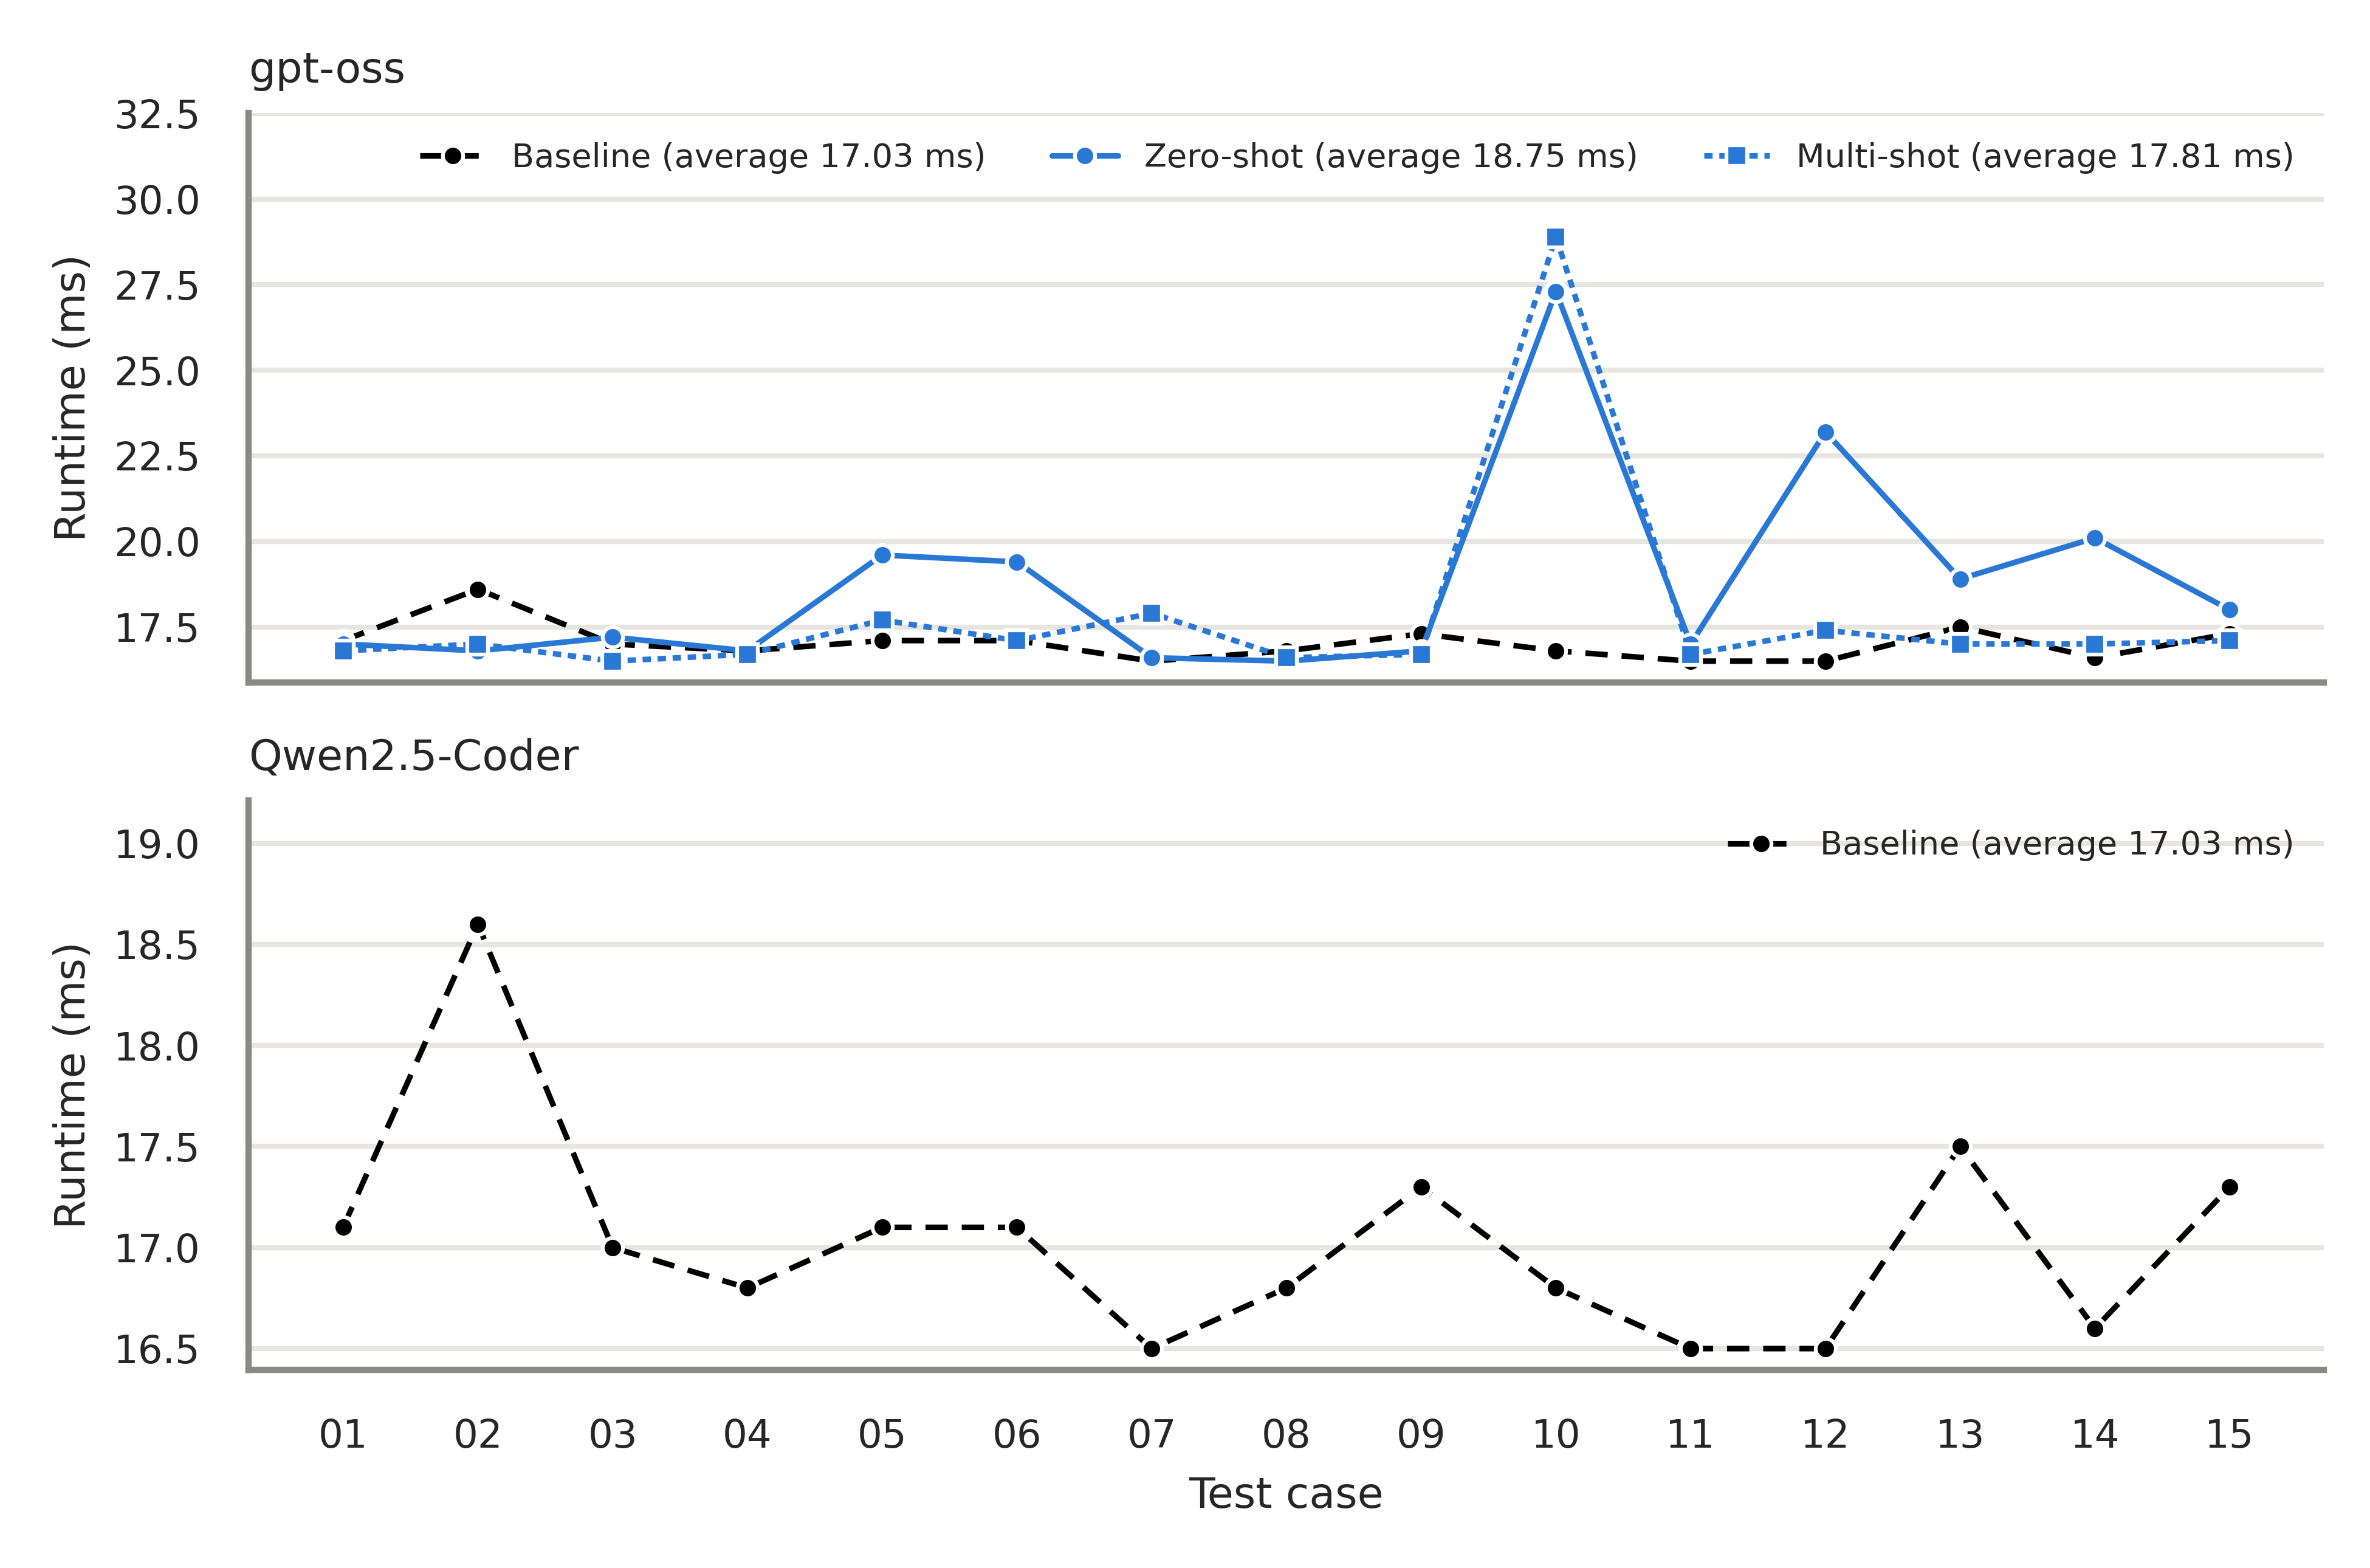 gpt-oss
32.5
Baseline (average 17.03 ms) Zero-shot (average 18.75 ms) Multi-shot (average 17.81 ms)
30.0
27.5
25.0
22.5
20.0
17.5
Runtime (ms)
Qwen2.5-Coder
19.0
Baseline (average 17.03 ms)
18.5
18.0
17.5
17.0
16.5
Runtime (ms)
01 02 03 04 05 06 07 08 09 10 11 12 13 14 15
Test case